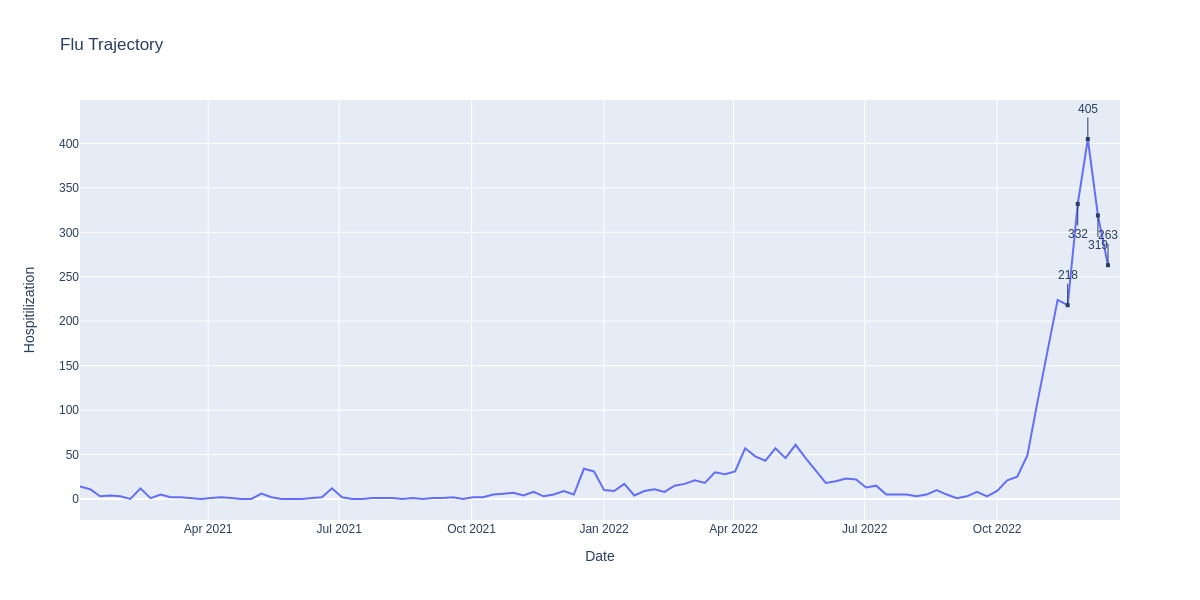 Flu Trajectory
405
400
350
332
263
319
300
250
218
200
150
100
50
0
Hospitilization
Apr 2021
Jul 2021
Oct 2021
Jan 2022
Apr 2022
Jul 2022
Oct 2022
Date